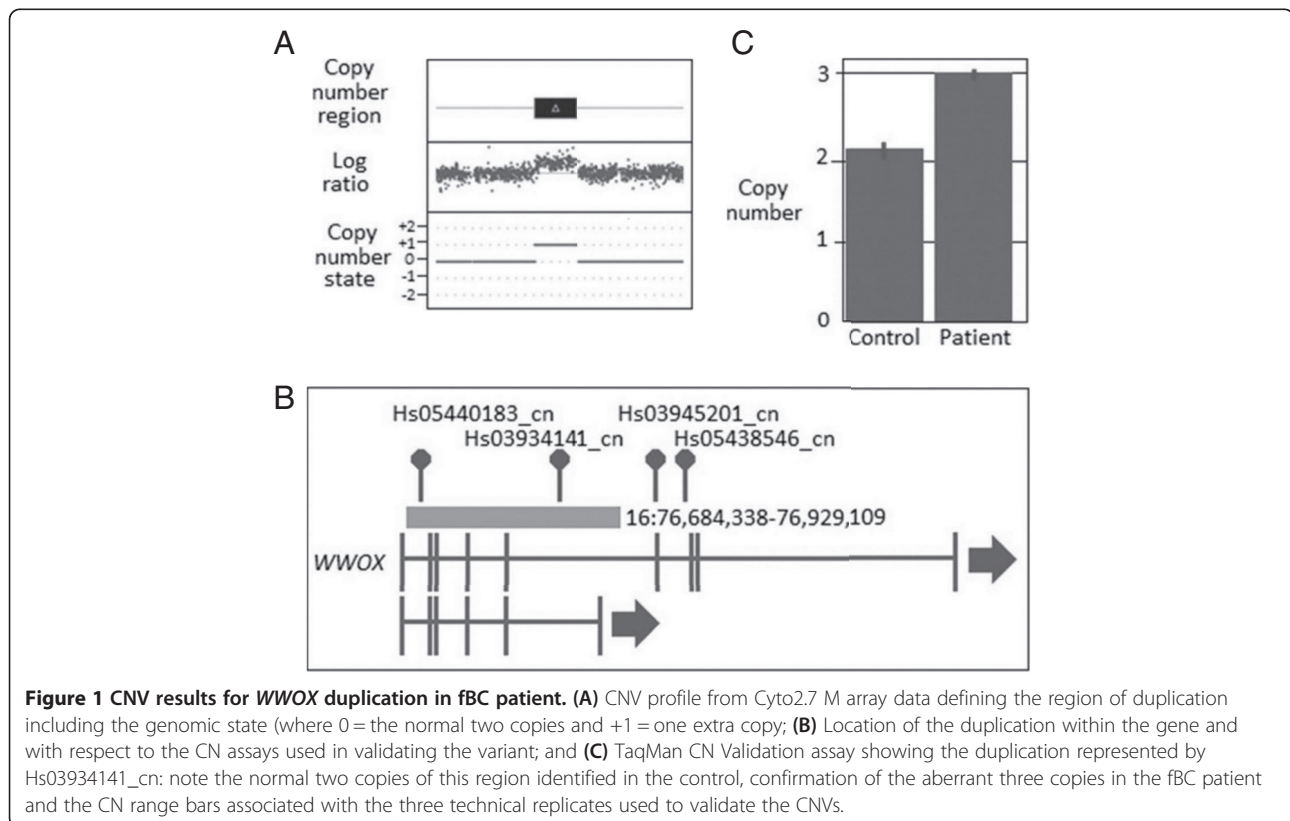 A
Copy
number
region
Log
ratio
Copy
number
state
+2
+1
0
-1
-2
C
3
2
Copy
number
1
0
Control Patient
B
Hs05440183_cn Hs03945201_cn
Hs03934141_cn Hs05438546_cn
16:76,684,338-76,929,109
WWOX
Figure 1 CNV results for WWOX duplication in fBC patient. (A) CNV profile from Cyto2.7 M array data defining the region of duplication
including the genomic state (where 0 = the normal two copies and +1 = one extra copy; (B) Location of the duplication within the gene and
with respect to the CN assays used in validating the variant; and (C) TaqMan CN Validation assay showing the duplication represented by
Hs03934141_cn: note the normal two copies of this region identified in the control, confirmation of the aberrant three copies in the fBC patient
and the CN range bars associated with the three technical replicates used to validate the CNVs.